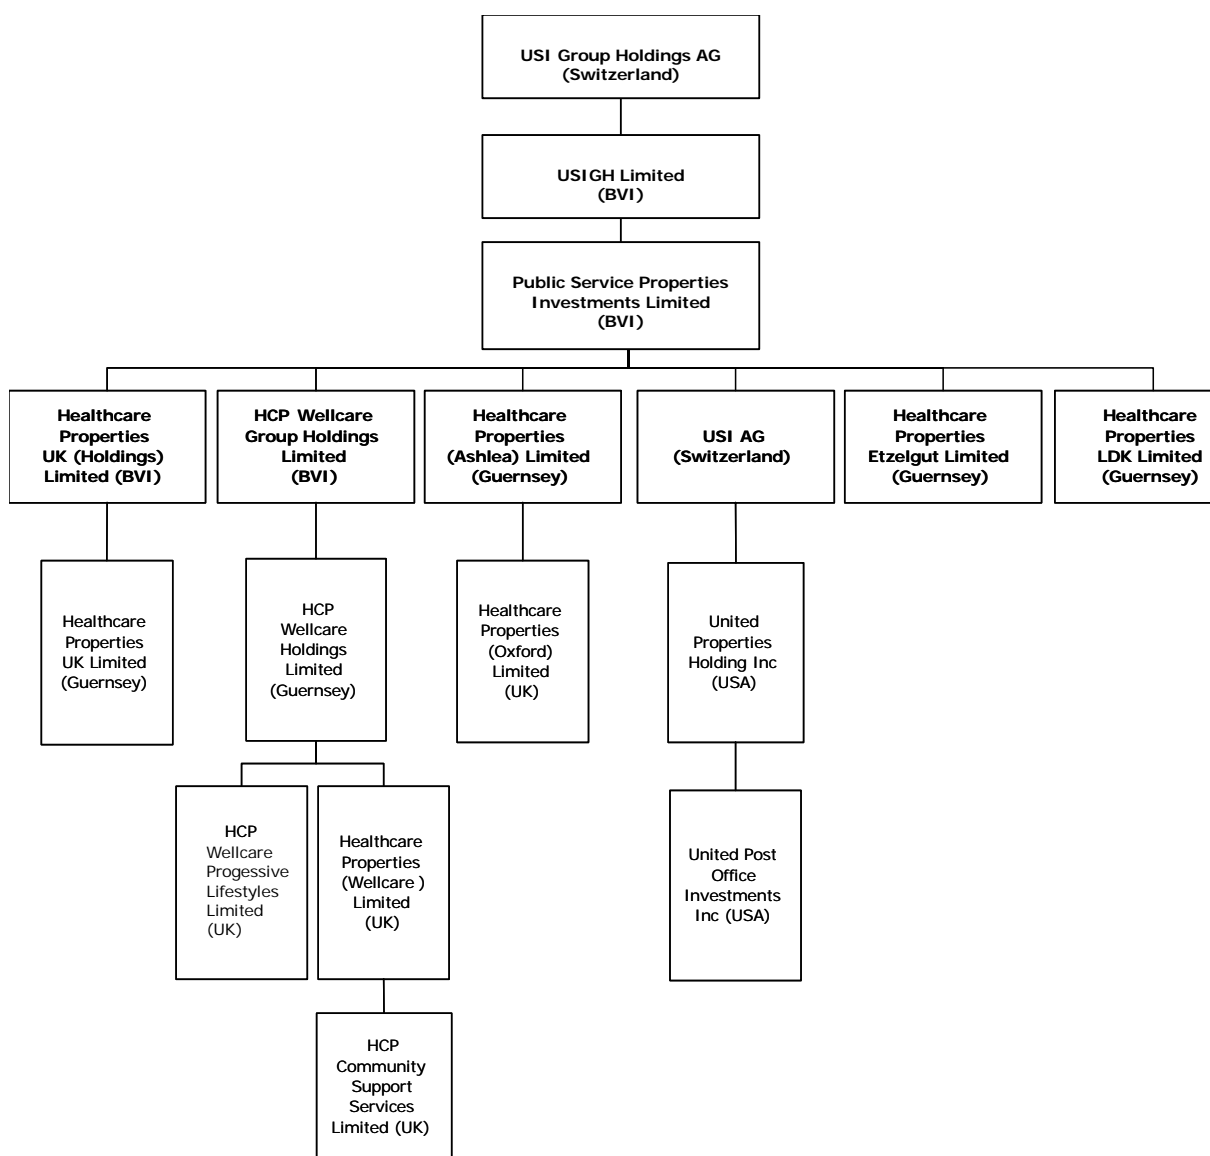 USI Group Holdings AG
(Switzerland)
USIGH Limited
(BVI)
Public Service Properties
Investments Limited
(BVI)
Healthcare
Properties
UK (Holdings)
Limited (BVI)
HCP Wellcare
Group Holdings
Limited
(BVI)
Healthcare
Properties
(Ashlea) Limited
(Guernsey)
USI AG
(Switzerland)
Healthcare
Properties
Etzelgut Limited
(Guernsey)
Healthcare
Properties
LDK Limited
(Guernsey)
Healthcare
Properties
UK Limited
(Guernsey)
HCP
Wellcare
Holdings
Limited
(Guernsey)
Healthcare
Properties
(Oxford)
Limited
(UK)
United
Properties
Holding Inc
(USA)
HCP
Wellcare
Progessive
Lifestyles
Limited
(UK)
Healthcare
Properties
(Wellcare )
Limited
(UK)
United Post
Office
Investments
Inc (USA)
HCP
Community
Support
Services
Limited (UK)